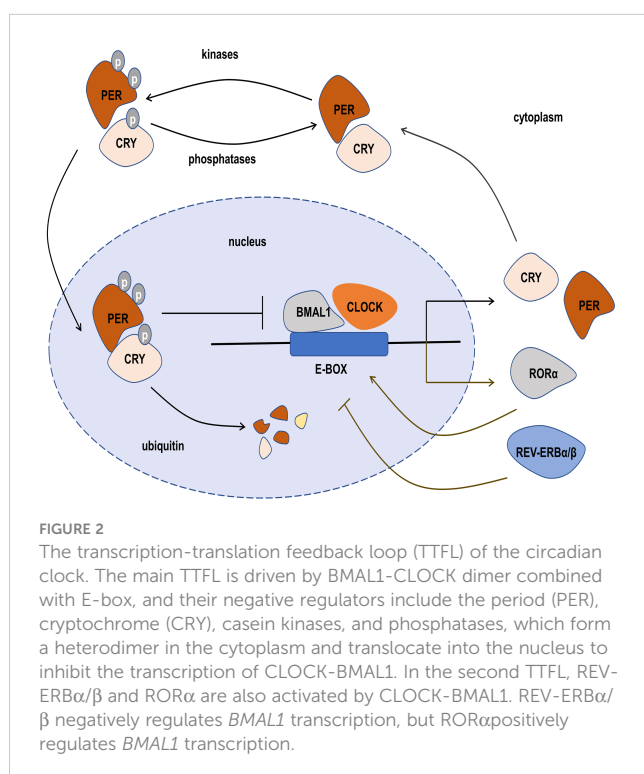 kinases
p
p
PER
p
CRY
phosphatases
PER
CRY
cytoplasm
nucleus
p
p
PER
p
CRY
BMAL1
CLOCK
E-BOX
ubiquitin
CRY
PER
RORα
REV-ERBα/β
FIGURE 2
The transcription-translation feedback loop (TTFL) of the circadian
clock. The main TTFL is driven by BMAL1-CLOCK dimer combined
with E-box, and their negative regulators include the period (PER),
cryptochrome (CRY), casein kinases, and phosphatases, which form
a heterodimer in the cytoplasm and translocate into the nucleus to
inhibit the transcription of CLOCK-BMAL1. In the second TTFL, REV-
ERBα/β and RORα are also activated by CLOCK-BMAL1. REV-ERBα/
β negatively regulates BMAL1 transcription, but RORαpositively
regulates BMAL1 transcription.